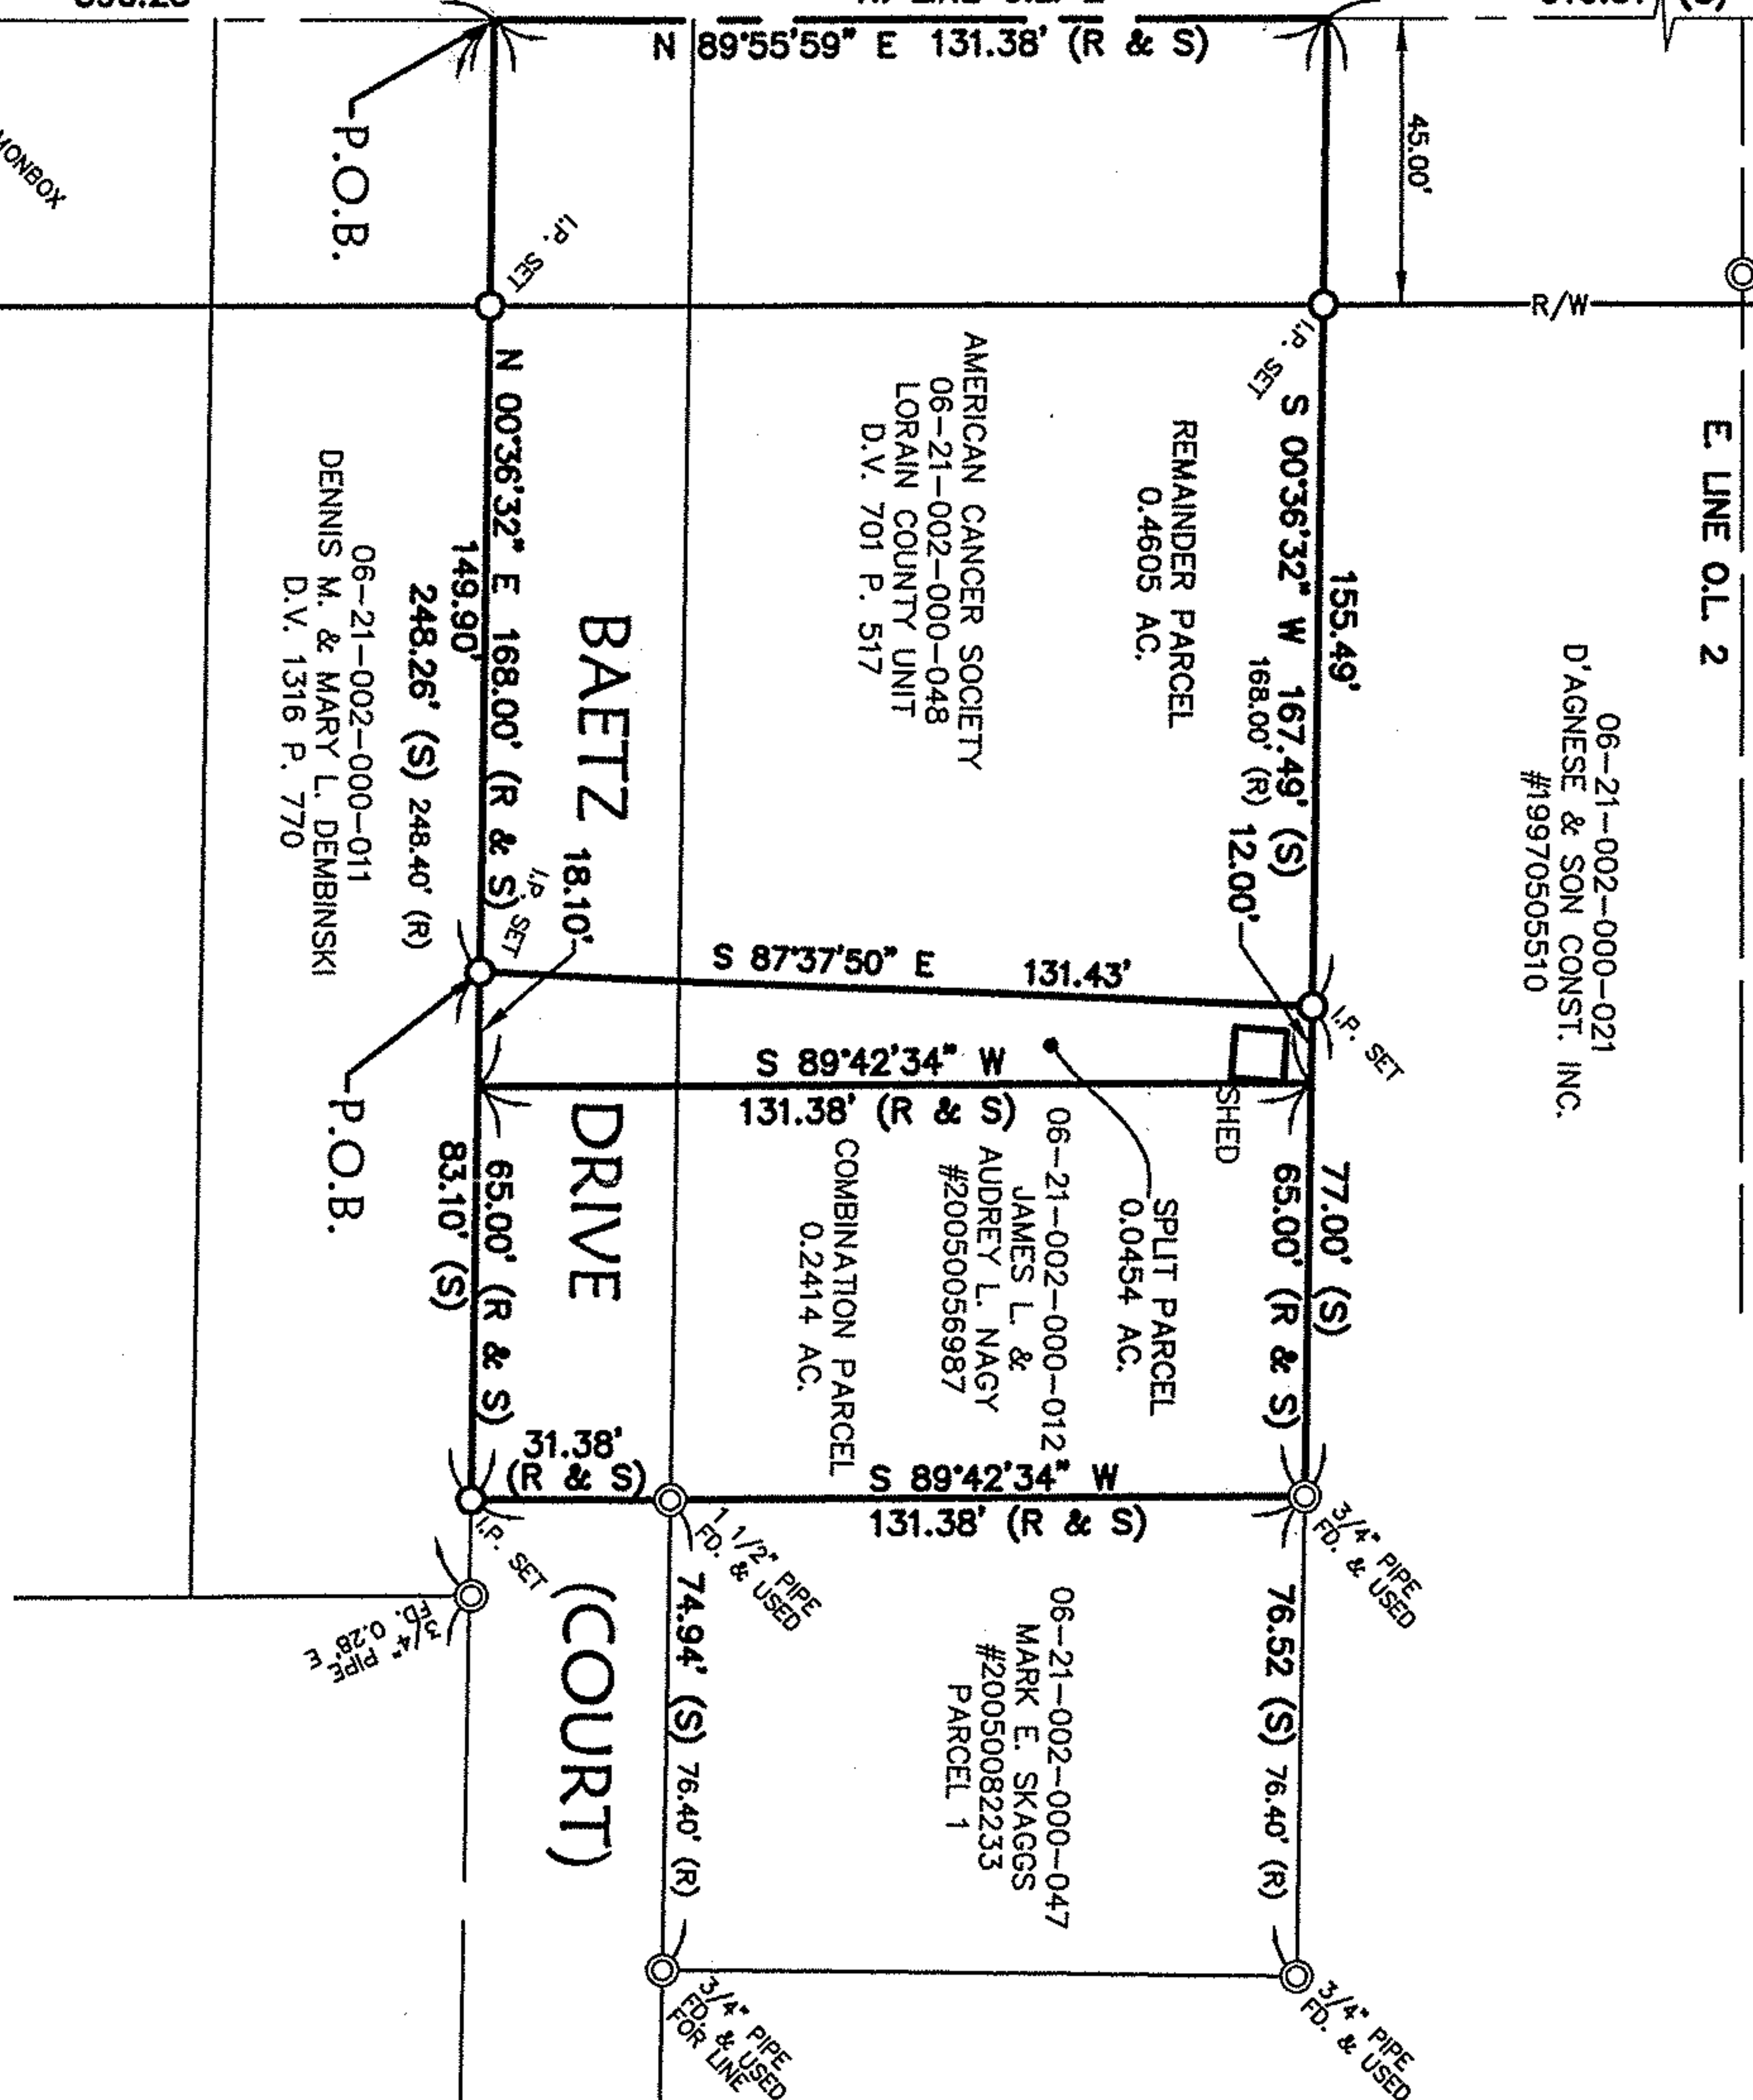 N 89°55'59" E 131.38' (R & S)
45.00'
MONBOX
P.O.B.
I.P. SET
I.P. SET
R/W
E. LINE O.L. 2
06-21-002-000-021
D'AGNESE & SON CONST. INC.
#19970505510
155.49'
S 00°36'32" W 167.49' (S)
168.00' (R)
12.00'
REMAINDER PARCEL
0.4605 AC.
AMERICAN CANCER SOCIETY
06-21-002-000-048
LORAIN COUNTY UNIT
D.V. 701 P. 517
BAETZ DRIVE (COURT)
18.10'
N 00°36'32" E 168.00' (R & S)
149.90'
248.26' (S) 248.40' (R)
06-21-002-000-011
DENNIS M. & MARY L. DEMBINSKI
D.V. 1316 P. 770
I.P. SET
S 87°37'50" E 131.43'
I.P. SET
S 89°42'34" W
131.38' (R & S)
SHED
P.O.B.
77.00' (S)
65.00' (R & S)
SPLIT PARCEL
0.0454 AC.
06-21-002-000-012
JAMES L. &
AUDREY L. NAGY
#20050056987
COMBINATION PARCEL
0.2414 AC.
65.00' (R & S)
83.10' (S)
31.38'
(R & S)
S 89°42'34" W
131.38' (R & S)
I.P. SET
1 1/2" PIPE
FD. & USED
3/4" PIPE
FD. & USED
3/4" PIPE
FD. 0.28' E
76.52 (S) 76.40' (R)
06-21-002-000-047
MARK E. SKAGGS
#20050082233
PARCEL 1
74.94' (S) 76.40' (R)
3/4" PIPE
FD. & USED
FOR LINE
3/4" PIPE
FD. & USED